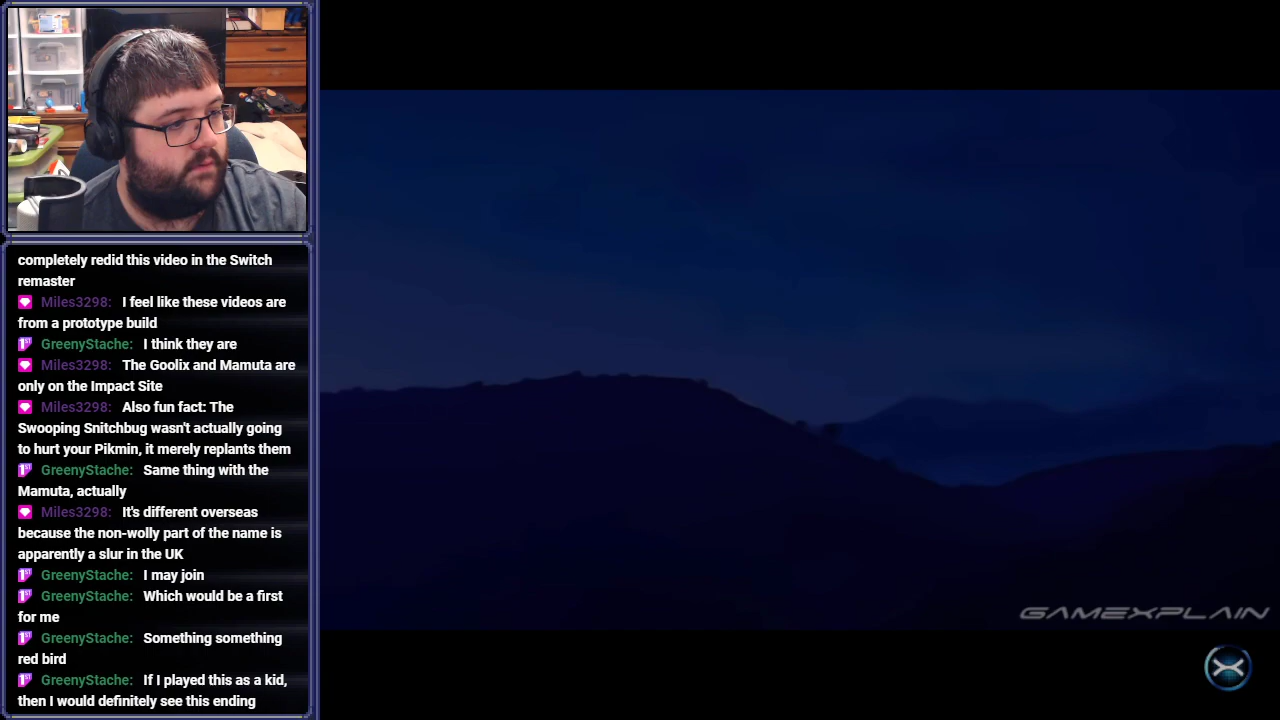 completely redid this video in the Switch
remaster
Miles3298: I feel like these videos are
from a prototype build
GreenyStache: I think they are
Miles3298: The Goolix and Mamuta are
only on the Impact Site
Miles3298: Also fun fact: The
Swooping Snitchbug wasn't actually going
to hurt your Pikmin, it merely replants them
GreenyStache: Same thing with the
Mamuta, actually
Miles3298: It's different overseas
because the non-wolly part of the name is
apparently a slur in the UK
GreenyStache: I may join
GreenyStache: Which would be a first
for me
GreenyStache: Something something
red bird
GreenyStache: If I played this as a kid,
then I would definitely see this ending
GAMEXPLAIN